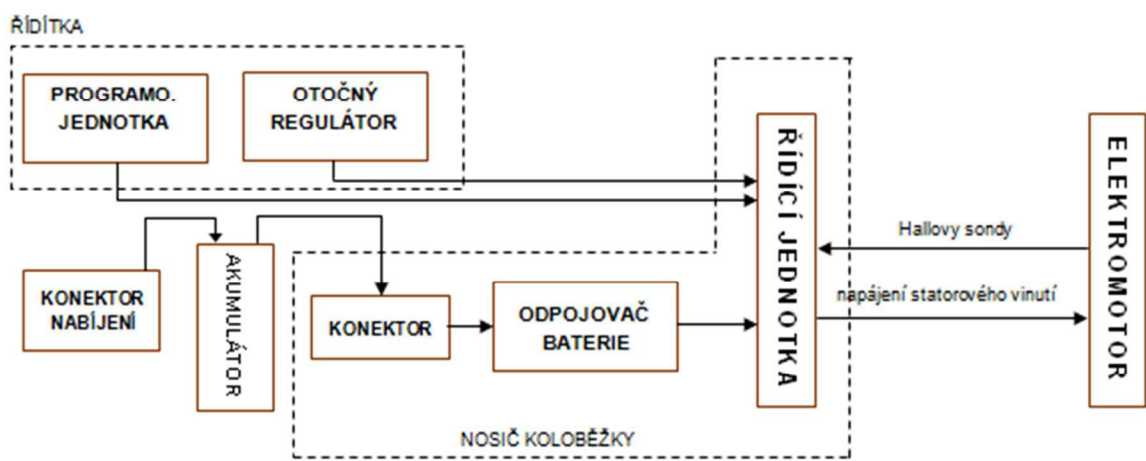 ŘÍDÍTKA
PROGRAMO.
JEDNOTKA
OTOČNÝ
REGULÁTOR
ŘÍDÍCÍ JEDNOTKA
ELEKTROMOTOR
Hallovy sondy
napájení statorového vinutí
KONEKTOR
NABÍJENÍ
AKUMULÁTOR
KONEKTOR
ODPOJOVAČ
BATERIE
NOSIČ KOLOBĚŽKY